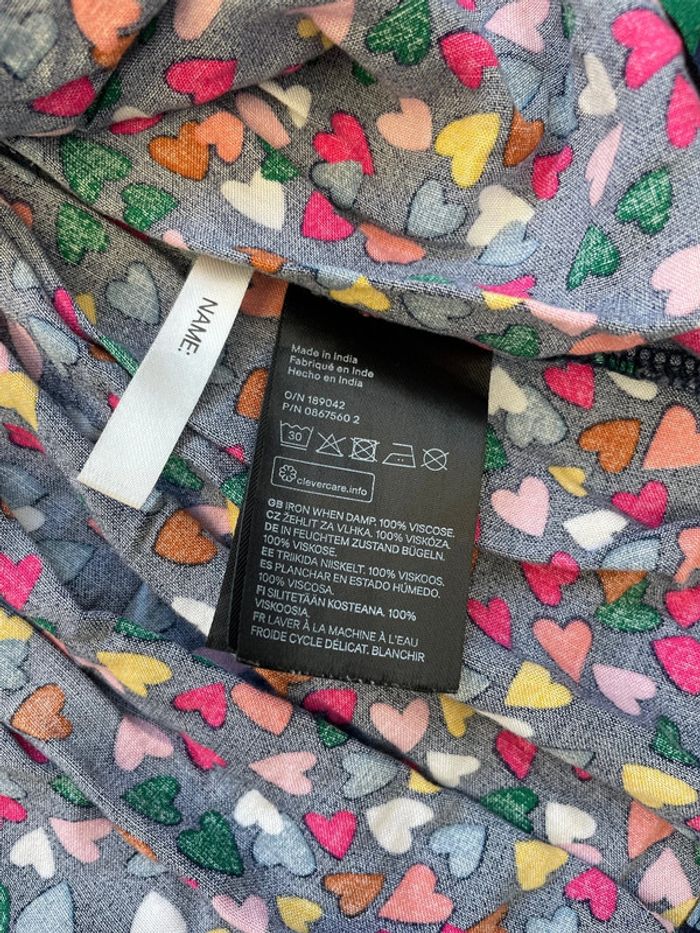 NAME:
Made in India
Fabriqué en Inde
Hecho en India
O/N 189042
P/N 0867560 2
30
clevercare.info
GB IRON WHEN DAMP. 100% VISCOSE.
CZ ŽEHLIT ZA VLHKA. 100% VISKÓZA.
DE IN FEUCHTEM ZUSTAND BÜGELN.
100% VISKOSE.
EE TRIIKIDA NIISKELT. 100% VISKOOS.
ES PLANCHAR EN ESTADO HÚMEDO.
100% VISCOSA.
FI SILITETÄÄN KOSTEANA. 100%
VISKOOSIA
FR LAVER À LA MACHINE À L'EAU
FROIDE CYCLE DÉLICAT. BLANCHIR